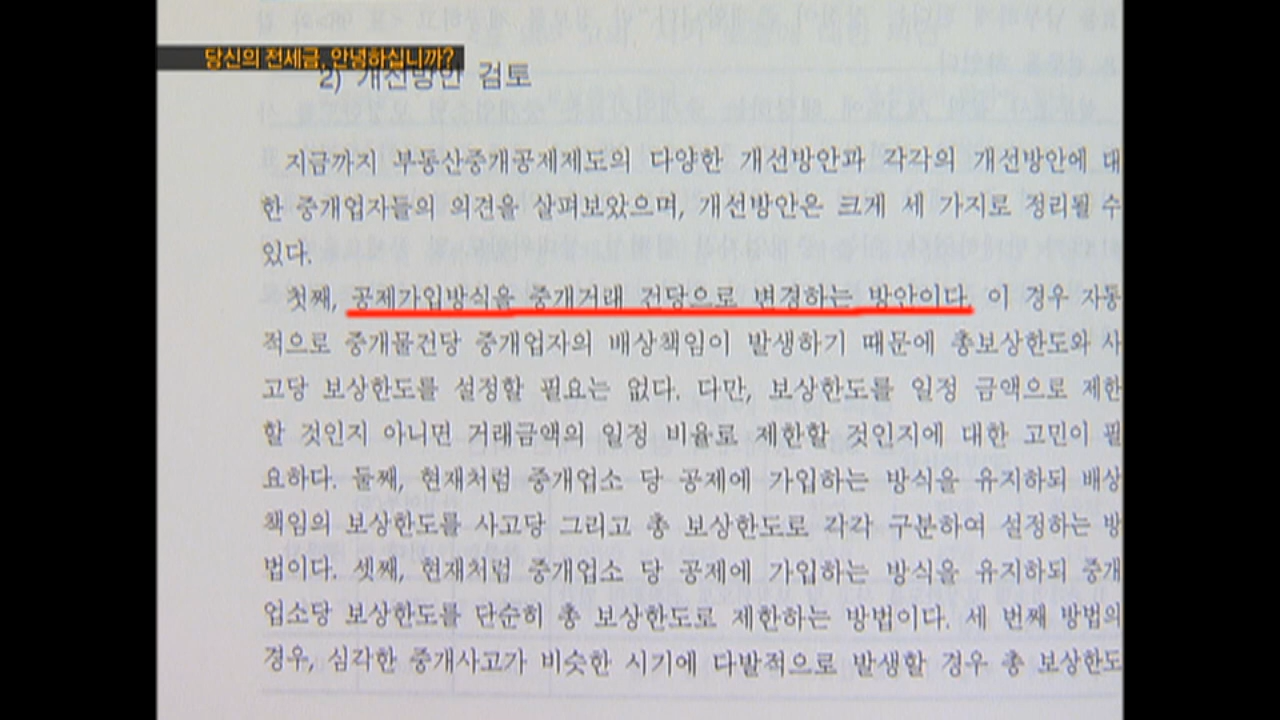 당신의 전세금, 안녕하십니까?
2) 개선방안 검토
지금까지 부동산중개공제제도의 다양한 개선방안과 각각의 개선방안에 대
한 중개업자들의 의견을 살펴보았으며, 개선방안은 크게 세 가지로 정리될 수
있다.
첫째, 공제가입방식을 중개거래 건당으로 변경하는 방안이다. 이 경우 자동
적으로 중개물건당 중개업자의 배상책임이 발생하기 때문에 총보상한도와 사
고당 보상한도를 설정할 필요는 없다. 다만, 보상한도를 일정 금액으로 제한
할 것인지 아니면 거래금액의 일정 비율로 제한할 것인지에 대한 고민이 필
요하다. 둘째, 현재처럼 중개업소 당 공제에 가입하는 방식을 유지하되 배상
책임의 보상한도를 사고당 그리고 총 보상한도로 각각 구분하여 설정하는 방
법이다. 셋째, 현재처럼 중개업소 당 공제에 가입하는 방식을 유지하되 중개
업소당 보상한도를 단순히 총 보상한도로 제한하는 방법이다. 세 번째 방법의
경우, 심각한 중개사고가 비슷한 시기에 다발적으로 발생할 경우 총 보상한도